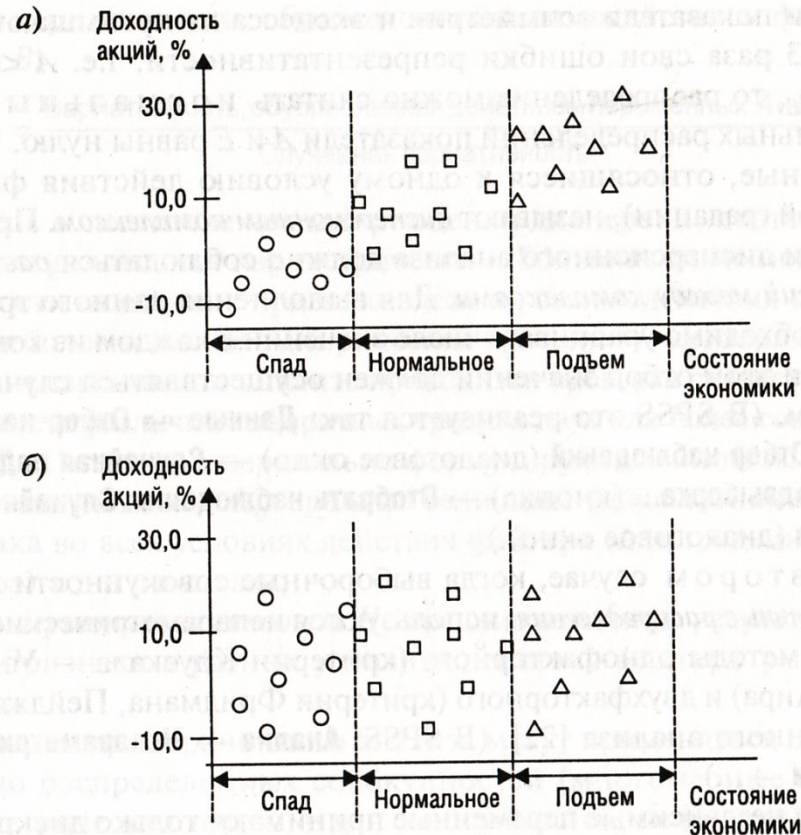 а) Доходность
акций, %
30,0
10,0
-10,0
Спад Нормальное Подъем Состояние
экономики
б) Доходность
акций, %
30,0
10,0
-10,0
Спад Нормальное Подъем Состояние
экономики